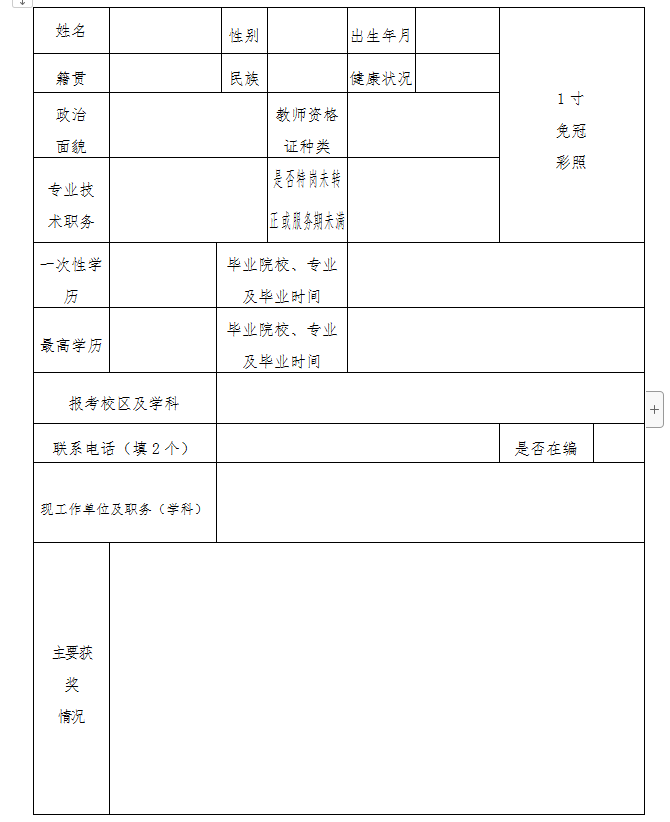 姓名
性别
出生年月
籍贯
民族
健康状况
1寸
免冠
彩照
政治
面貌
教师资格
证种类
专业技
术职务
是否特岗未转
正或服务期未满
一次性学
历
毕业院校、专业
及毕业时间
最高学历
毕业院校、专业
及毕业时间
报考校区及学科
联系电话（填2个）
是否在编
现工作单位及职务（学科）
主要获
奖
情况